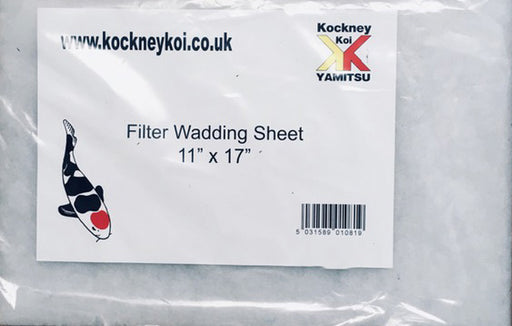 www.kockneykoi.co.uk
Kockney
Koi
YAMITSU
Filter Wadding Sheet
11” x 17”
5 031589 010819